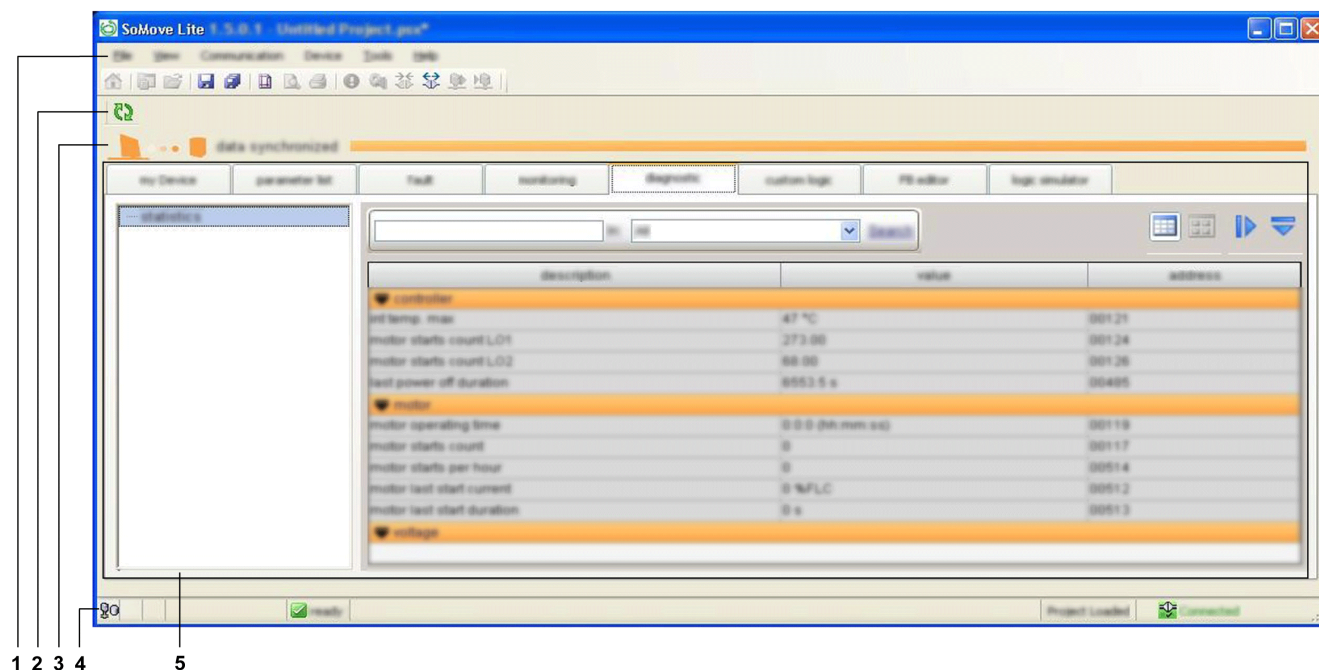 SoMove Lite 1.5.0.1 - Untitled Project.psx*
File View Communication Device Tools Help
data synchronized
my Device parameter list fault monitoring diagnostic custom logic FB editor logic simulator
statistics
In: All Search
description value address
controller
int temp. max 47 °C 00121
motor starts count LO1 273.00 00124
motor starts count LO2 68.00 00126
last power off duration 8553.5 s 00485
motor
motor operating time 0:0:0 (hh:mm:ss) 00119
motor starts count 0 00117
motor starts per hour 0 00514
motor last start current 0 %FLC 00512
motor last start duration 0 s 00513
voltage
ready Project Loaded Connected
1 2 3 4 5